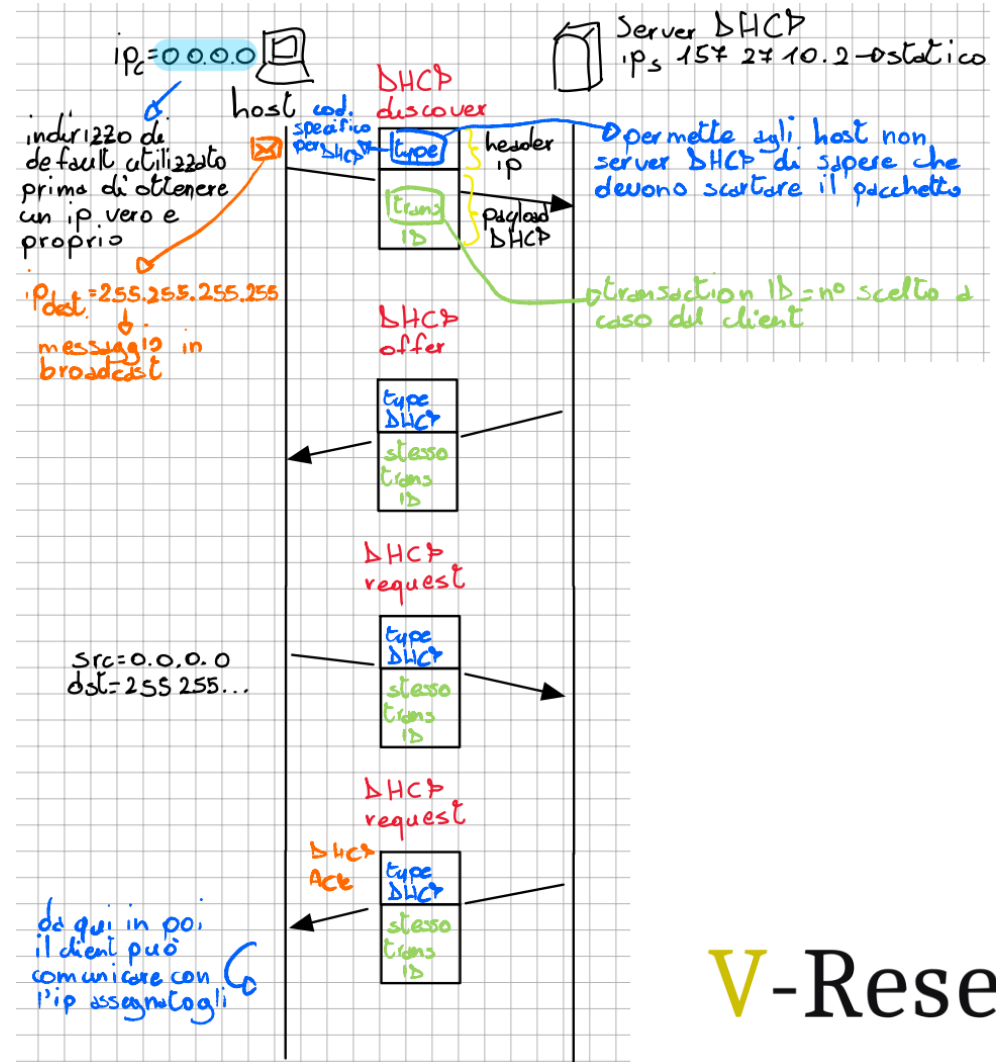 ip_c=0 0.0.0
Server DHCP
ip_s 157 27 10.2→statico
host
DHCP
discover
indirizzo di
default utilizzato
prima di ottenere
un ip vero e
proprio
cod.
specifico
per DHCP
type
header
ip
trans
ID
payload
DHCP
permette agli host non
server DHCP di sapere che
devono scartare il pacchetto
transaction ID=n° scelto a
caso dal client
ip_dest.=255.255.255.255
messaggio in
broadcast
DHCP
offer
type
DHCP
stesso
trans
ID
DHCP
request
src=0.0.0.0
dst=255 255...
type
DHCP
stesso
trans
ID
DHCP
request
DHCP
ACK
type
DHCP
stesso
trans
ID
da qui in poi
il client può
comunicare con
l'ip assegnatogli
V-Rese